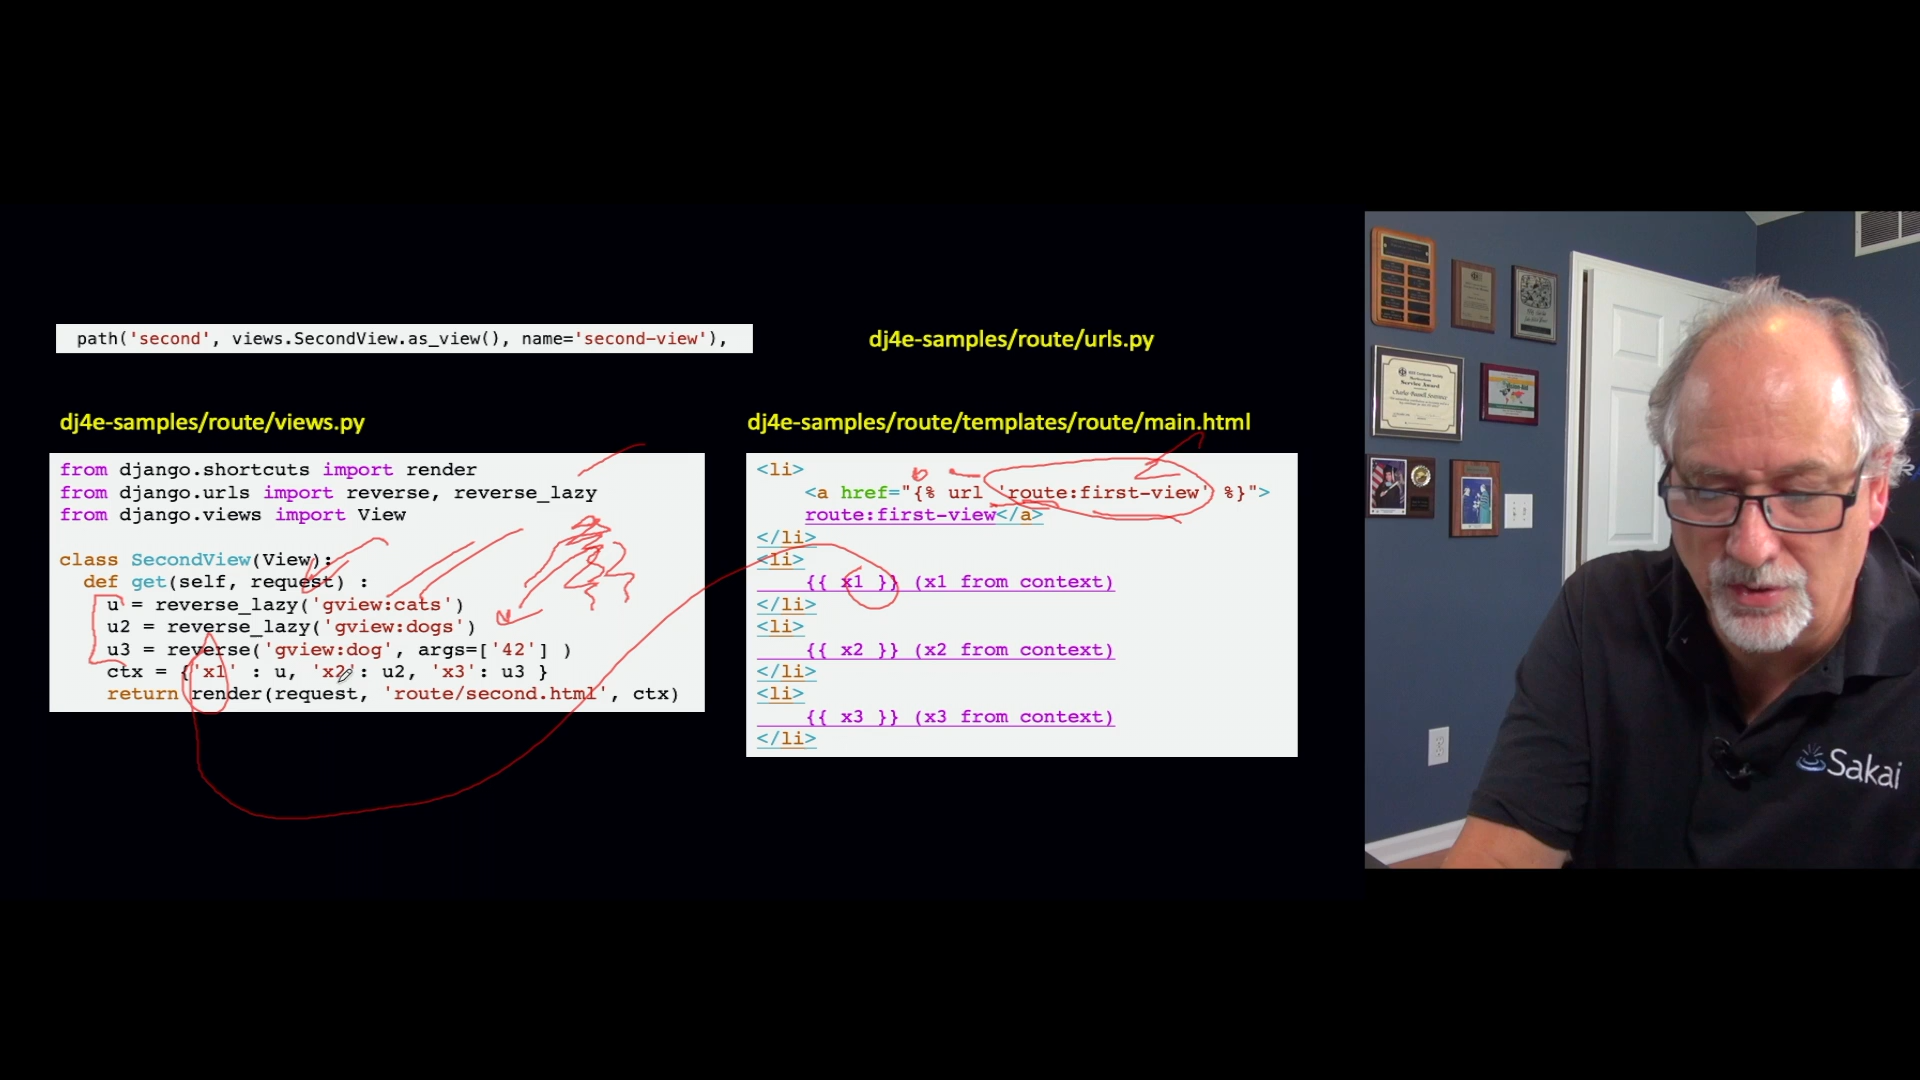 path('second', views.SecondView.as_view(), name='second-view'),
dj4e-samples/route/urls.py
dj4e-samples/route/views.py
from django.shortcuts import render
from django.urls import reverse, reverse_lazy
from django.views import View
class SecondView(View):
def get(self, request) :
u = reverse_lazy('gview:cats')
u2 = reverse_lazy('gview:dogs')
u3 = reverse('gview:dog', args=['42'] )
ctx = {'x1' : u, 'x2': u2, 'x3': u3 }
return render(request, 'route/second.html', ctx)
dj4e-samples/route/templates/route/main.html
<li>
<a href="{% url 'route:first-view' %}">
route:first-view</a>
</li>
<li>
{{ x1 }} (x1 from context)
</li>
<li>
{{ x2 }} (x2 from context)
</li>
<li>
{{ x3 }} (x3 from context)
</li>
Service Award
Sakai